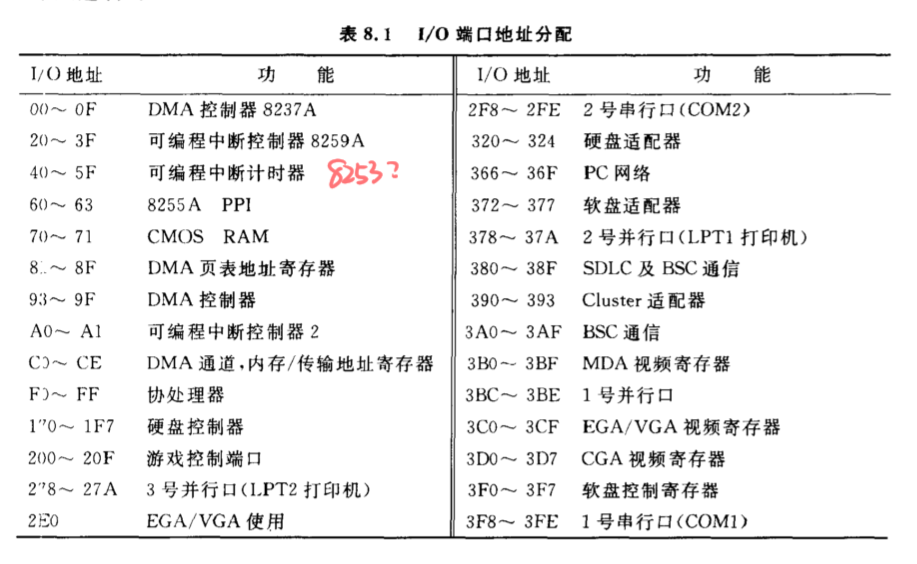 表 8.1 I/O 端口地址分配
I/O 地址 功 能
00～ 0F DMA 控制器 8237A
20～ 3F 可编程中断控制器 8259A
40～ 5F 可编程中断计时器 8253?
60～ 63 8255A PPI
70～ 71 CMOS RAM
～ 8F DMA 页表地址寄存器
93～ 9F DMA 控制器
A0～ A1 可编程中断控制器 2
C0～ CE DMA 通道,内存/传输地址寄存器
F0～ FF 协处理器
～ 1F7 硬盘控制器
200～ 20F 游戏控制端口
～ 27A 3 号并行口(LPT2 打印机)
2E0 EGA/VGA 使用
I/O 地址 功 能
2F8～ 2FE 2 号串行口(COM2)
320～ 324 硬盘适配器
366～ 36F PC 网络
372～ 377 软盘适配器
378～ 37A 2 号并行口(LPT1 打印机)
380～ 38F SDLC 及 BSC 通信
390～ 393 Cluster 适配器
3A0～ 3AF BSC 通信
3B0～ 3BF MDA 视频寄存器
3BC～ 3BE 1 号并行口
3C0～ 3CF EGA/VGA 视频寄存器
3D0～ 3D7 CGA 视频寄存器
3F0～ 3F7 软盘控制寄存器
3F8～ 3FE 1 号串行口(COM1)